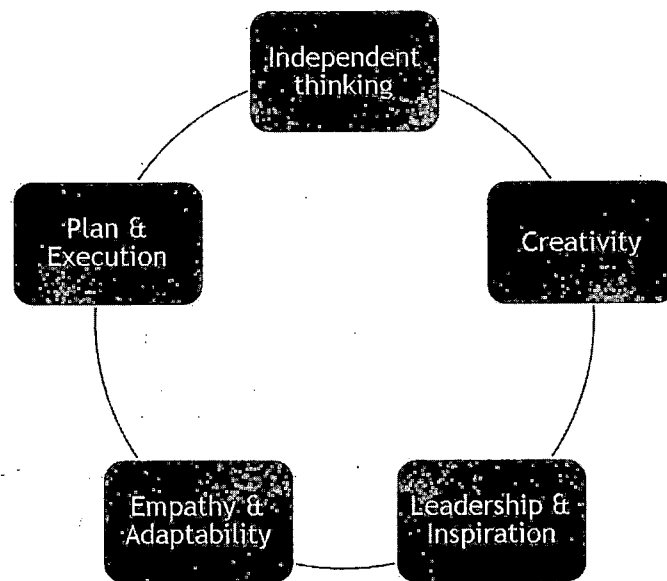 Independent
thinking
Creativity
Leadership &
Inspiration
Empathy &
Adaptability
Plan &
Execution